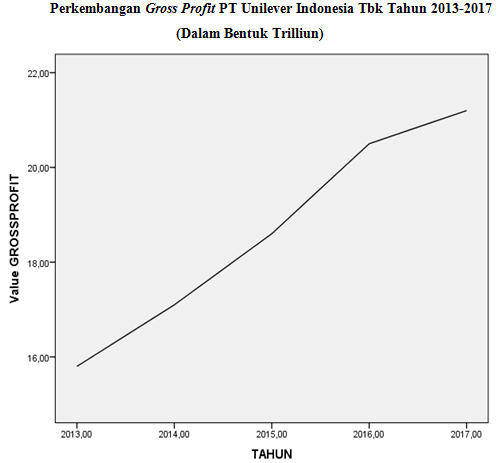 Perkembangan Gross Profit PT Unilever Indonesia Tbk Tahun 2013-2017
(Dalam Bentuk Trilliun)
22,00
20,00
18,00
16,00
Value GROSSPROFIT
2013,00 2014,00 2015,00 2016,00 2017,00
TAHUN